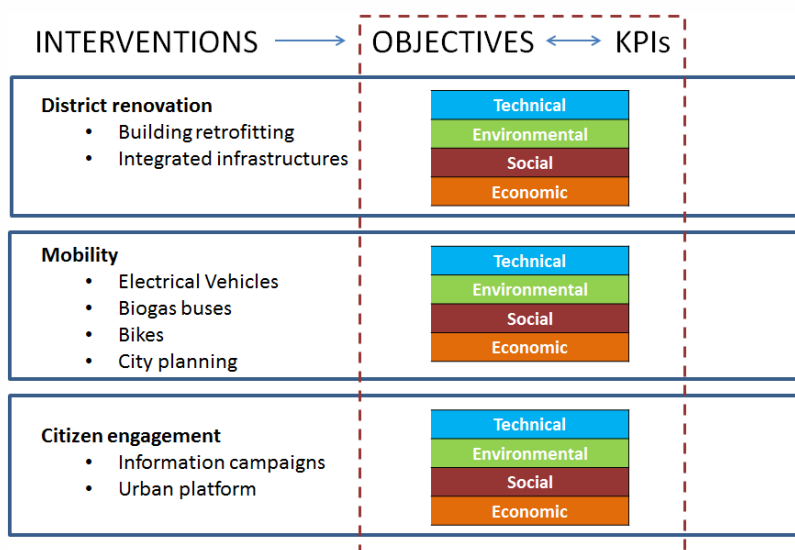 INTERVENTIONS OBJECTIVES KPIs
District renovation
• Building retrofitting
• Integrated infrastructures
Technical
Environmental
Social
Economic
Mobility
• Electrical Vehicles
• Biogas buses
• Bikes
• City planning
Technical
Environmental
Social
Economic
Citizen engagement
• Information campaigns
• Urban platform
Technical
Environmental
Social
Economic